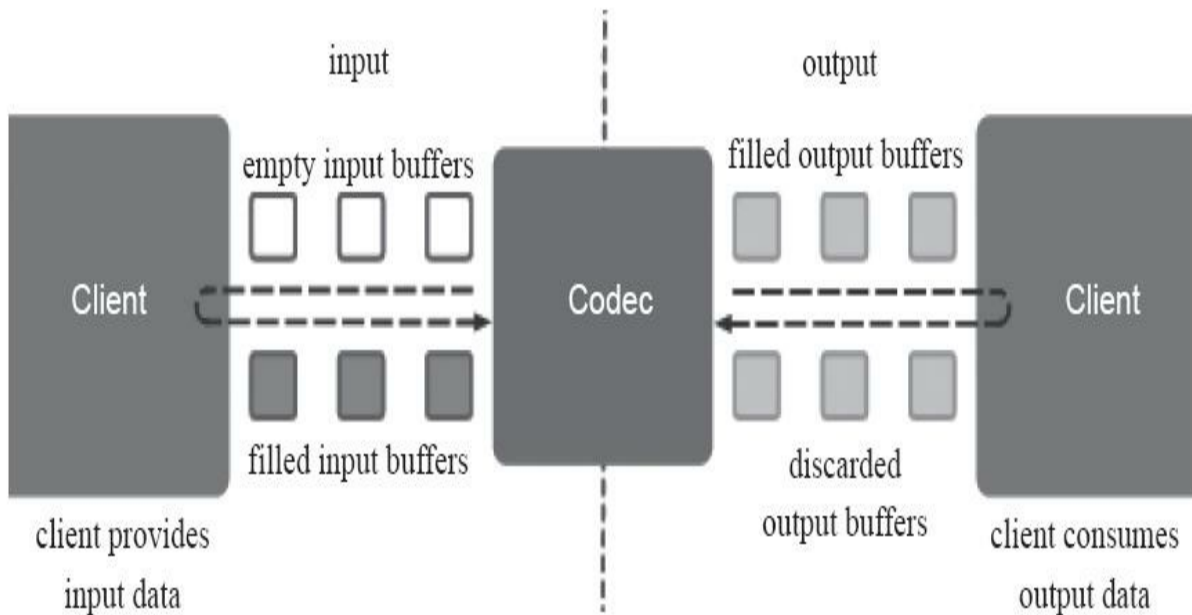 input
output
empty input buffers
filled output buffers
Client
Codec
Client
filled input buffers
discarded
output buffers
client provides
input data
client consumes
output data